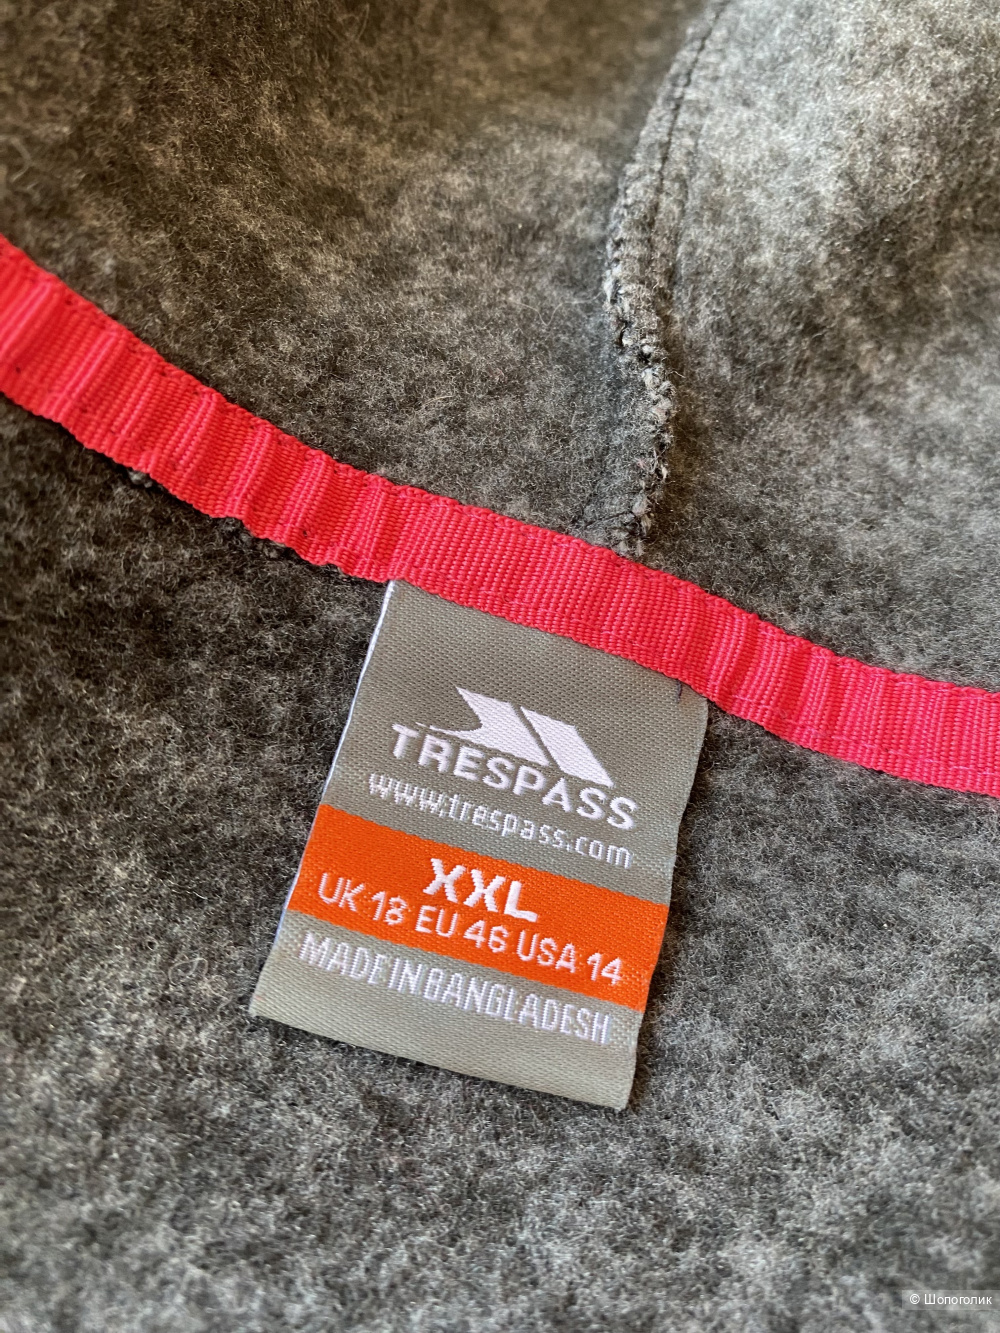 TRESPASS
www.trespass.com
XXL
UK 18 EU 46 USA 14
MADE IN BANGLADESH
© Шопоголик